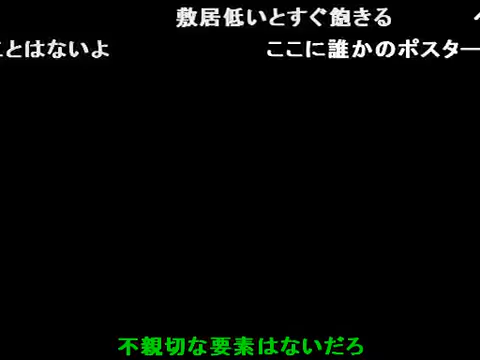 敷居低いとすぐ飽きる
ことはないよ
ここに誰かのポスター
不親切な要素はないだろ